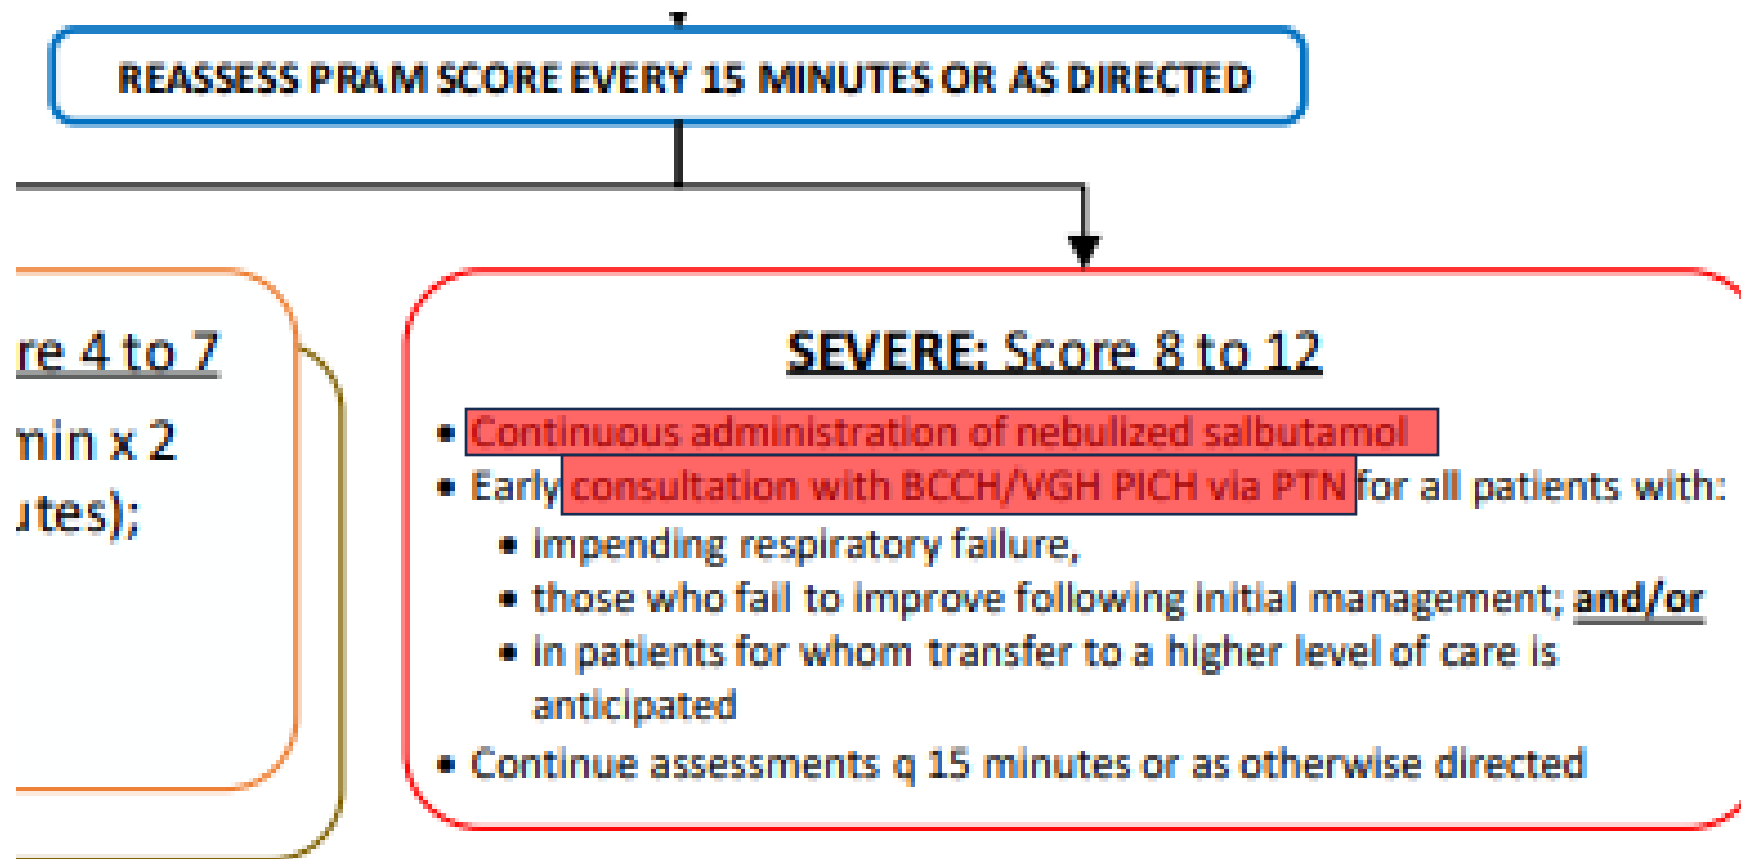 REASSESS PRAM SCORE EVERY 15 MINUTES OR AS DIRECTED
re 4 to 7
min x 2
utes);
SEVERE: Score 8 to 12
• Continuous administration of nebulized salbutamol
• Early consultation with BCCH/VGH PICH via PTN for all patients with:
• impending respiratory failure,
• those who fail to improve following initial management; and/or
• in patients for whom transfer to a higher level of care is
anticipated
• Continue assessments q 15 minutes or as otherwise directed